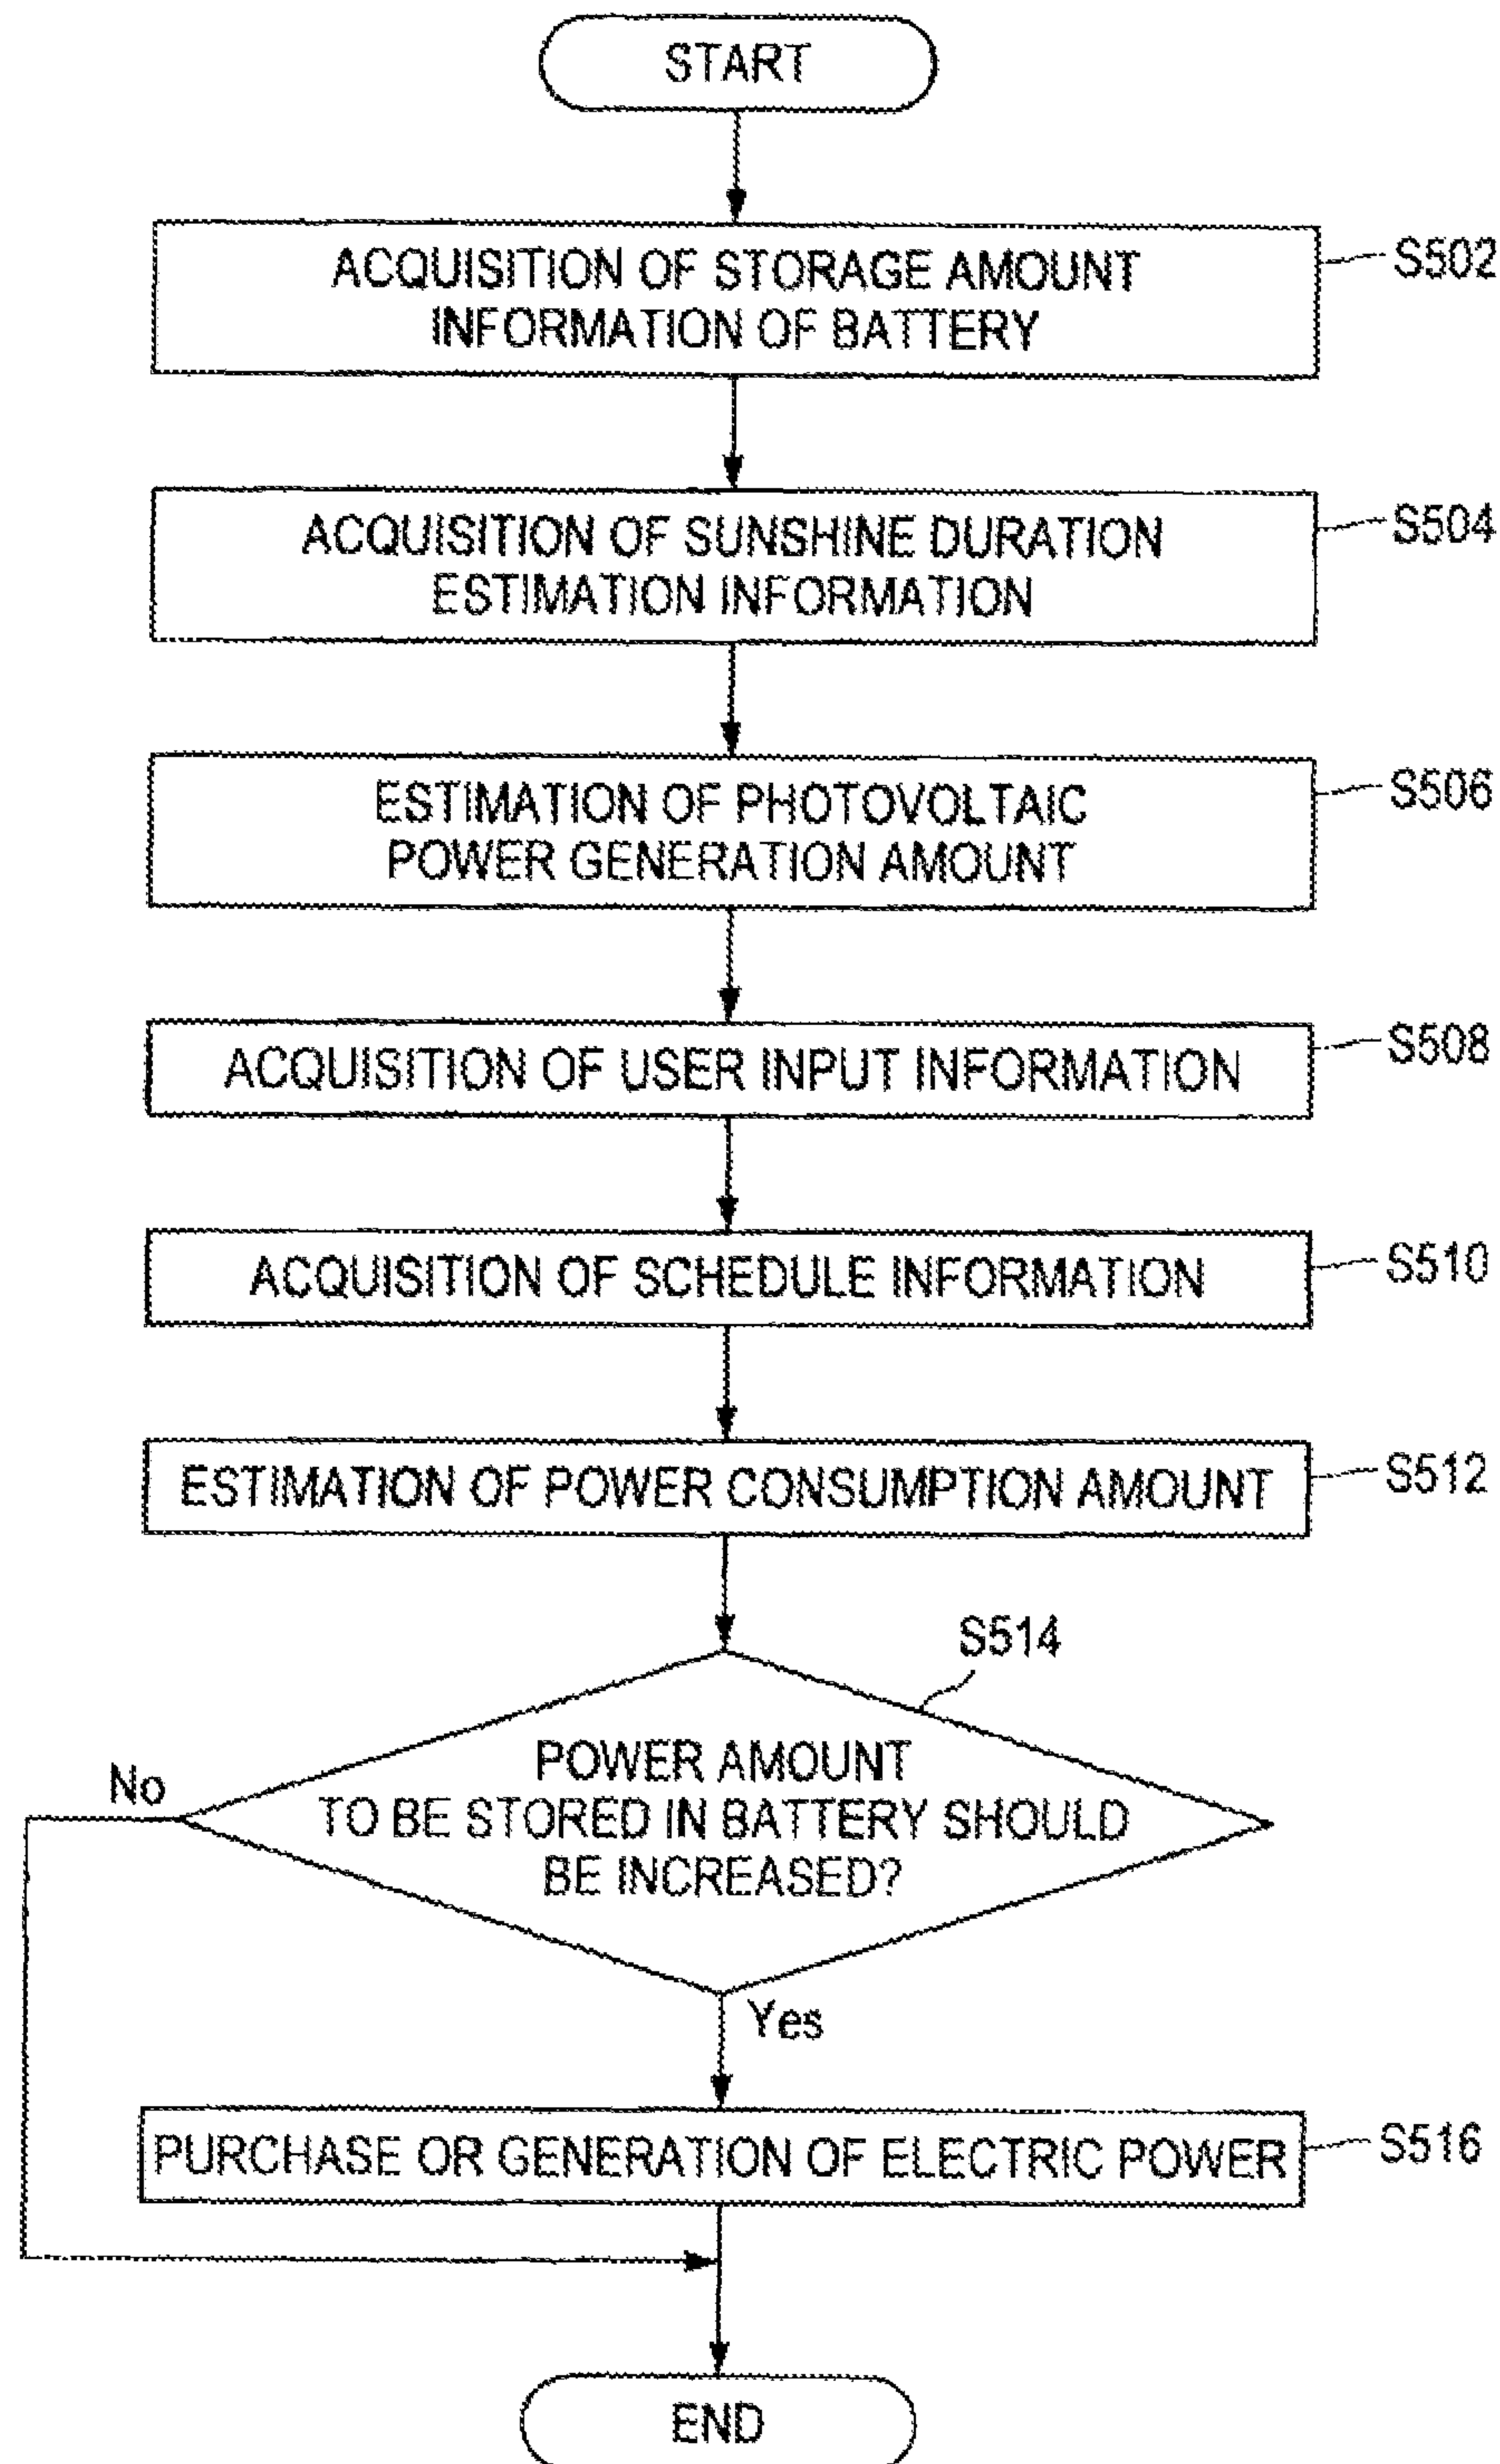 START
ACQUISITION OF STORAGE AMOUNT
INFORMATION OF BATTERY
S502
ACQUISITION OF SUNSHINE DURATION
ESTIMATION INFORMATION
S504
ESTIMATION OF PHOTOVOLTAIC
POWER GENERATION AMOUNT
S506
ACQUISITION OF USER INPUT INFORMATION
S508
ACQUISITION OF SCHEDULE INFORMATION
S510
ESTIMATION OF POWER CONSUMPTION AMOUNT
S512
S514
POWER AMOUNT
TO BE STORED IN BATTERY SHOULD
BE INCREASED?
No
Yes
PURCHASE OR GENERATION OF ELECTRIC POWER
S516
END